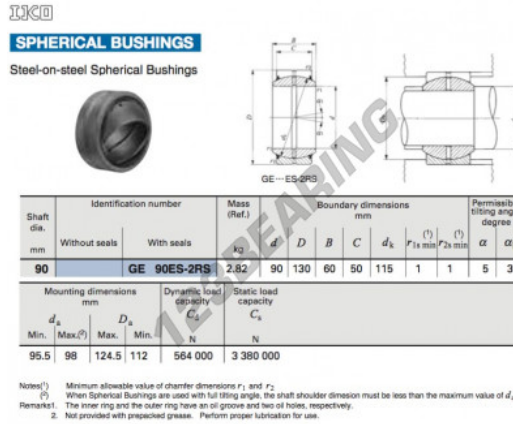 IKO
SPHERICAL BUSHINGS
Steel-on-steel Spherical Bushings
B
C
D
d
GE···ES-2RS
123BEARING
Shaft dia. mm
Identification number
Without seals
With seals
Mass (Ref.) kg
Boundary dimensions mm
d D B C dk r1s min(1) r2s min(1)
Permissib tilting ang degree
α α
90 GE 90ES-2RS 2.82 90 130 60 50 115 1 1 5 3
Mounting dimensions mm
da Da
Min. Max.(2) Max. Min.
Dynamic load capacity Cd N
Static load capacity Cs N
95.5 98 124.5 112 564 000 3 380 000
Notes(1) Minimum allowable value of chamfer dimensions r1 and r2
(2) When Spherical Bushings are used with full tilting angle, the shaft shoulder dimesion must be less than the maximum value of d
Remarks1. The inner ring and the outer ring have an oil groove and two oil holes, respectively.
2. Not provided with prepacked grease. Perform proper lubrication for use.